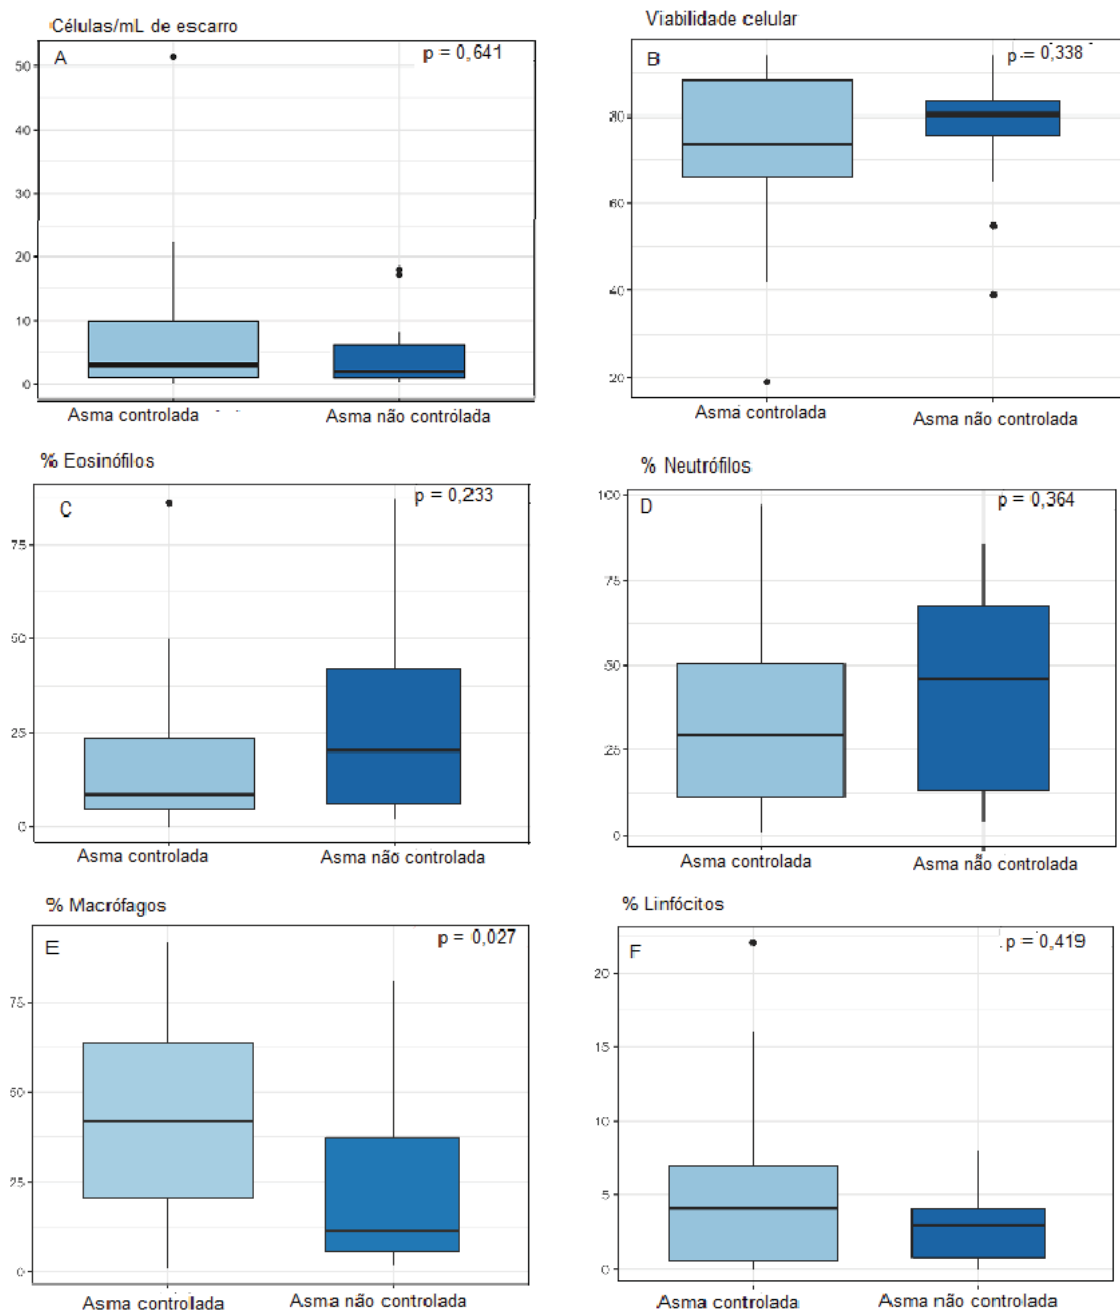 Células/mL de escarro
A
p = 0,641
50
40
30
20
10
0
Asma controlada
Asma não controlada
Viabilidade celular
B
p = 0,338
80
60
40
20
Asma controlada
Asma não controlada
% Eosinófilos
C
p = 0,233
75
50
25
0
Asma controlada
Asma não controlada
% Neutrófilos
D
p = 0,364
100
75
50
25
0
Asma controlada
Asma não controlada
% Macrófagos
E
p = 0,027
75
50
25
0
Asma controlada
Asma não controlada
% Linfócitos
F
p = 0,419
20
15
10
5
0
Asma controlada
Asma não controlada